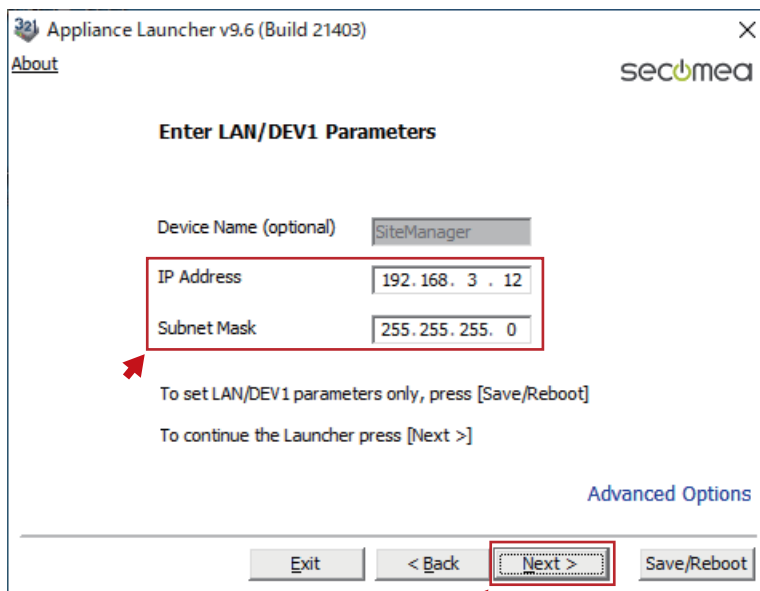 Appliance Launcher v9.6 (Build 21403)
About
secomea
Enter LAN/DEV1 Parameters
Device Name (optional) SiteManager
IP Address 192.168. 3 . 12
Subnet Mask 255.255.255. 0
To set LAN/DEV1 parameters only, press [Save/Reboot]
To continue the Launcher press [Next >]
Advanced Options
Exit < Back Next > Save/Reboot